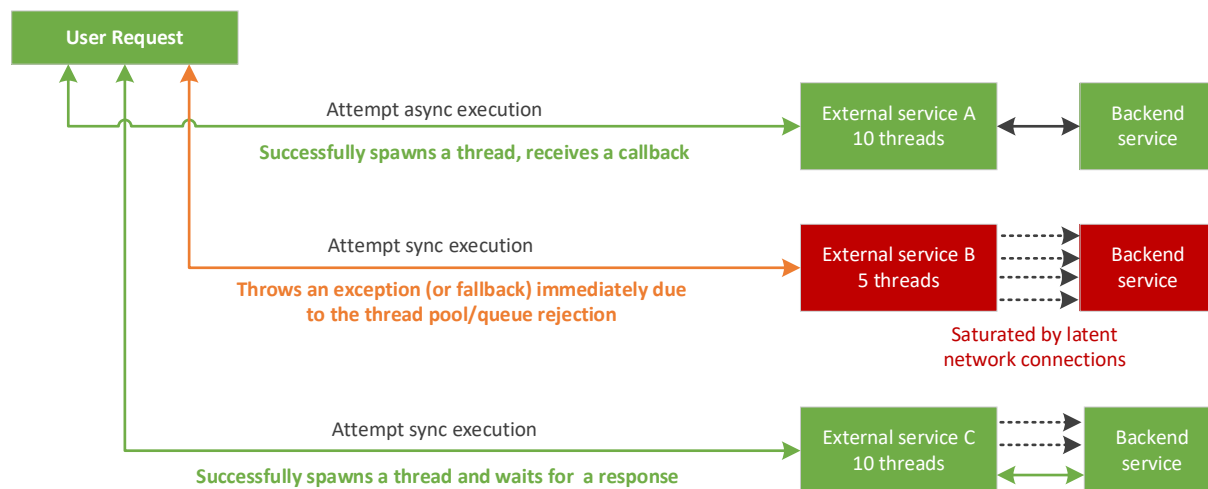 User Request
Attempt async execution
Successfully spawns a thread, receives a callback
External service A
10 threads
Backend
service
Attempt sync execution
Throws an exception (or fallback) immediately due
to the thread pool/queue rejection
External service B
5 threads
Backend
service
Saturated by latent
network connections
Attempt sync execution
Successfully spawns a thread and waits for a response
External service C
10 threads
Backend
service